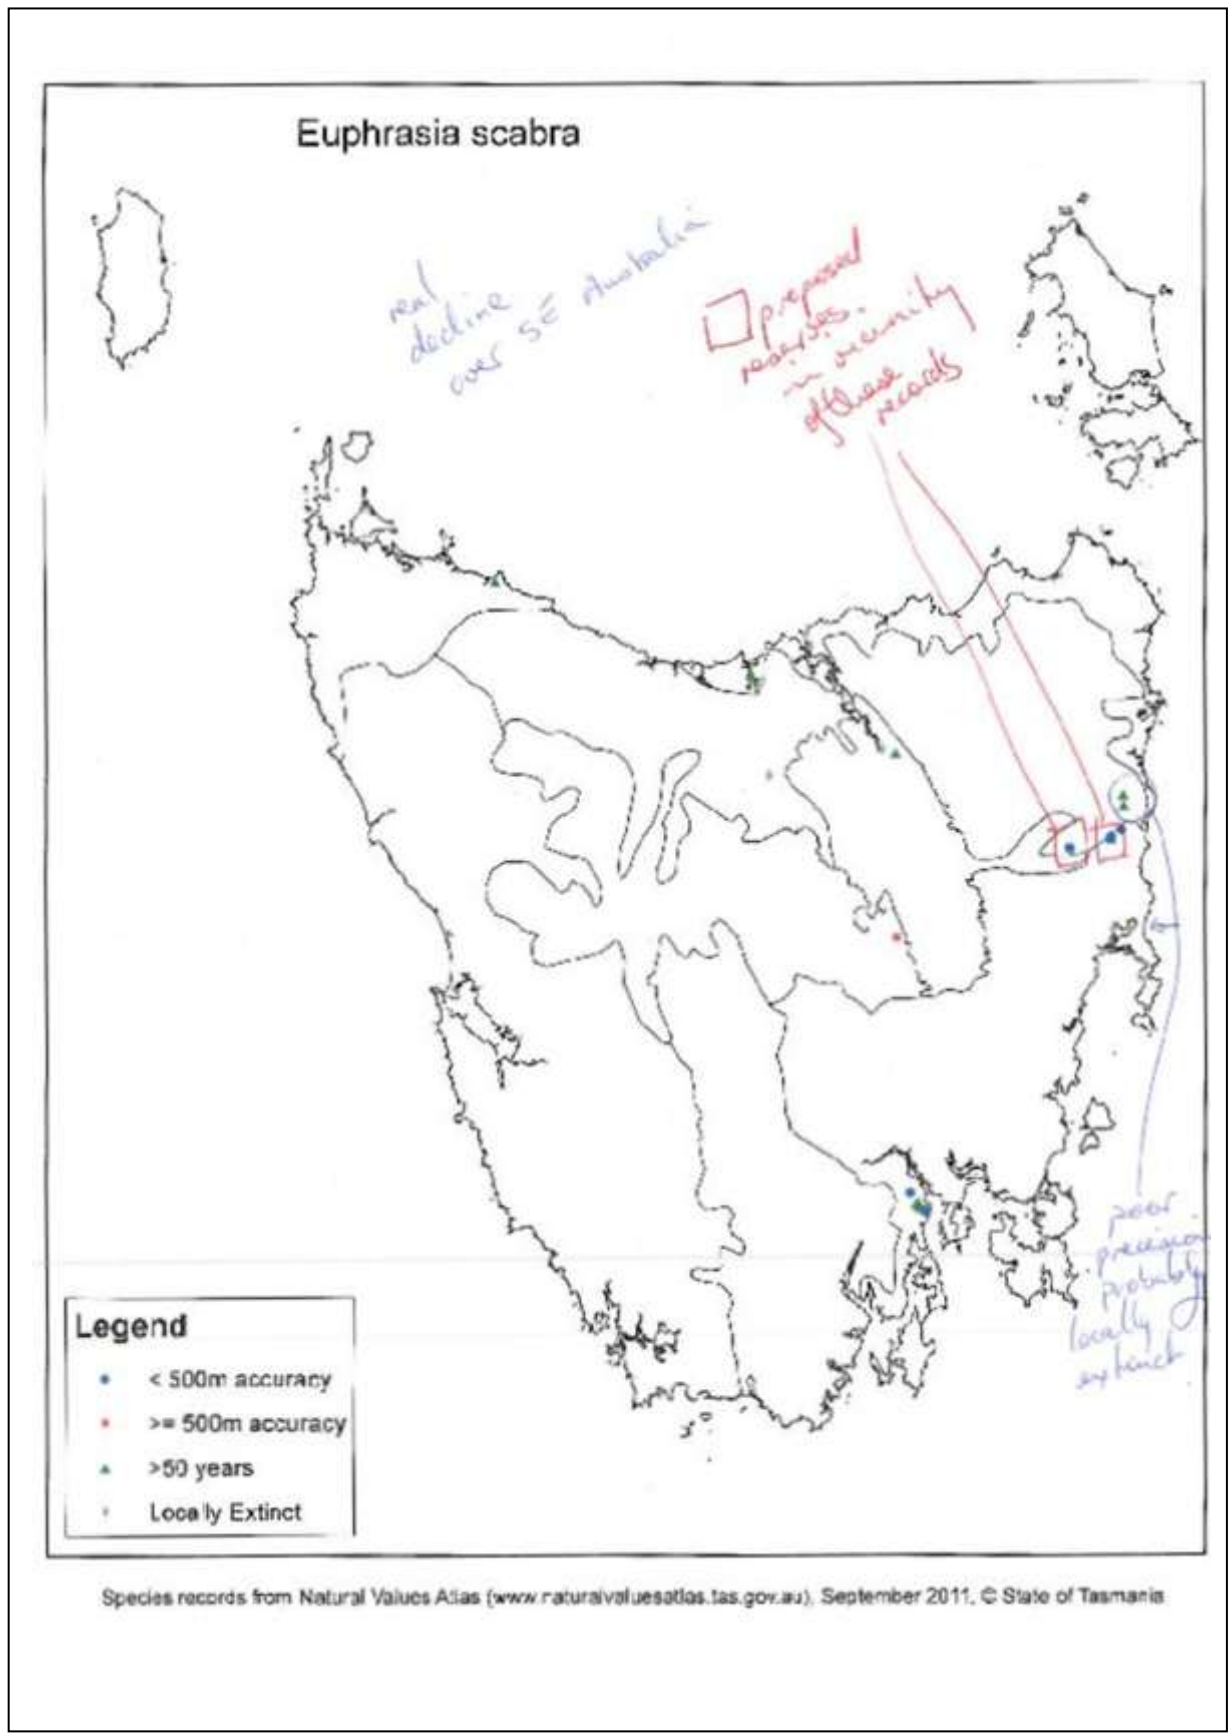 Euphrasia scabra
real
decline
over SE Australia
proposed
reserves.
in vicinity
of these
records
poor
precision
probably
locally
extinct
Legend
< 500m accuracy
>= 500m accuracy
>50 years
Locally Extinct
Species records from Natural Values Atlas (www.naturalvaluesatlas.tas.gov.au), September 2011, © State of Tasmania